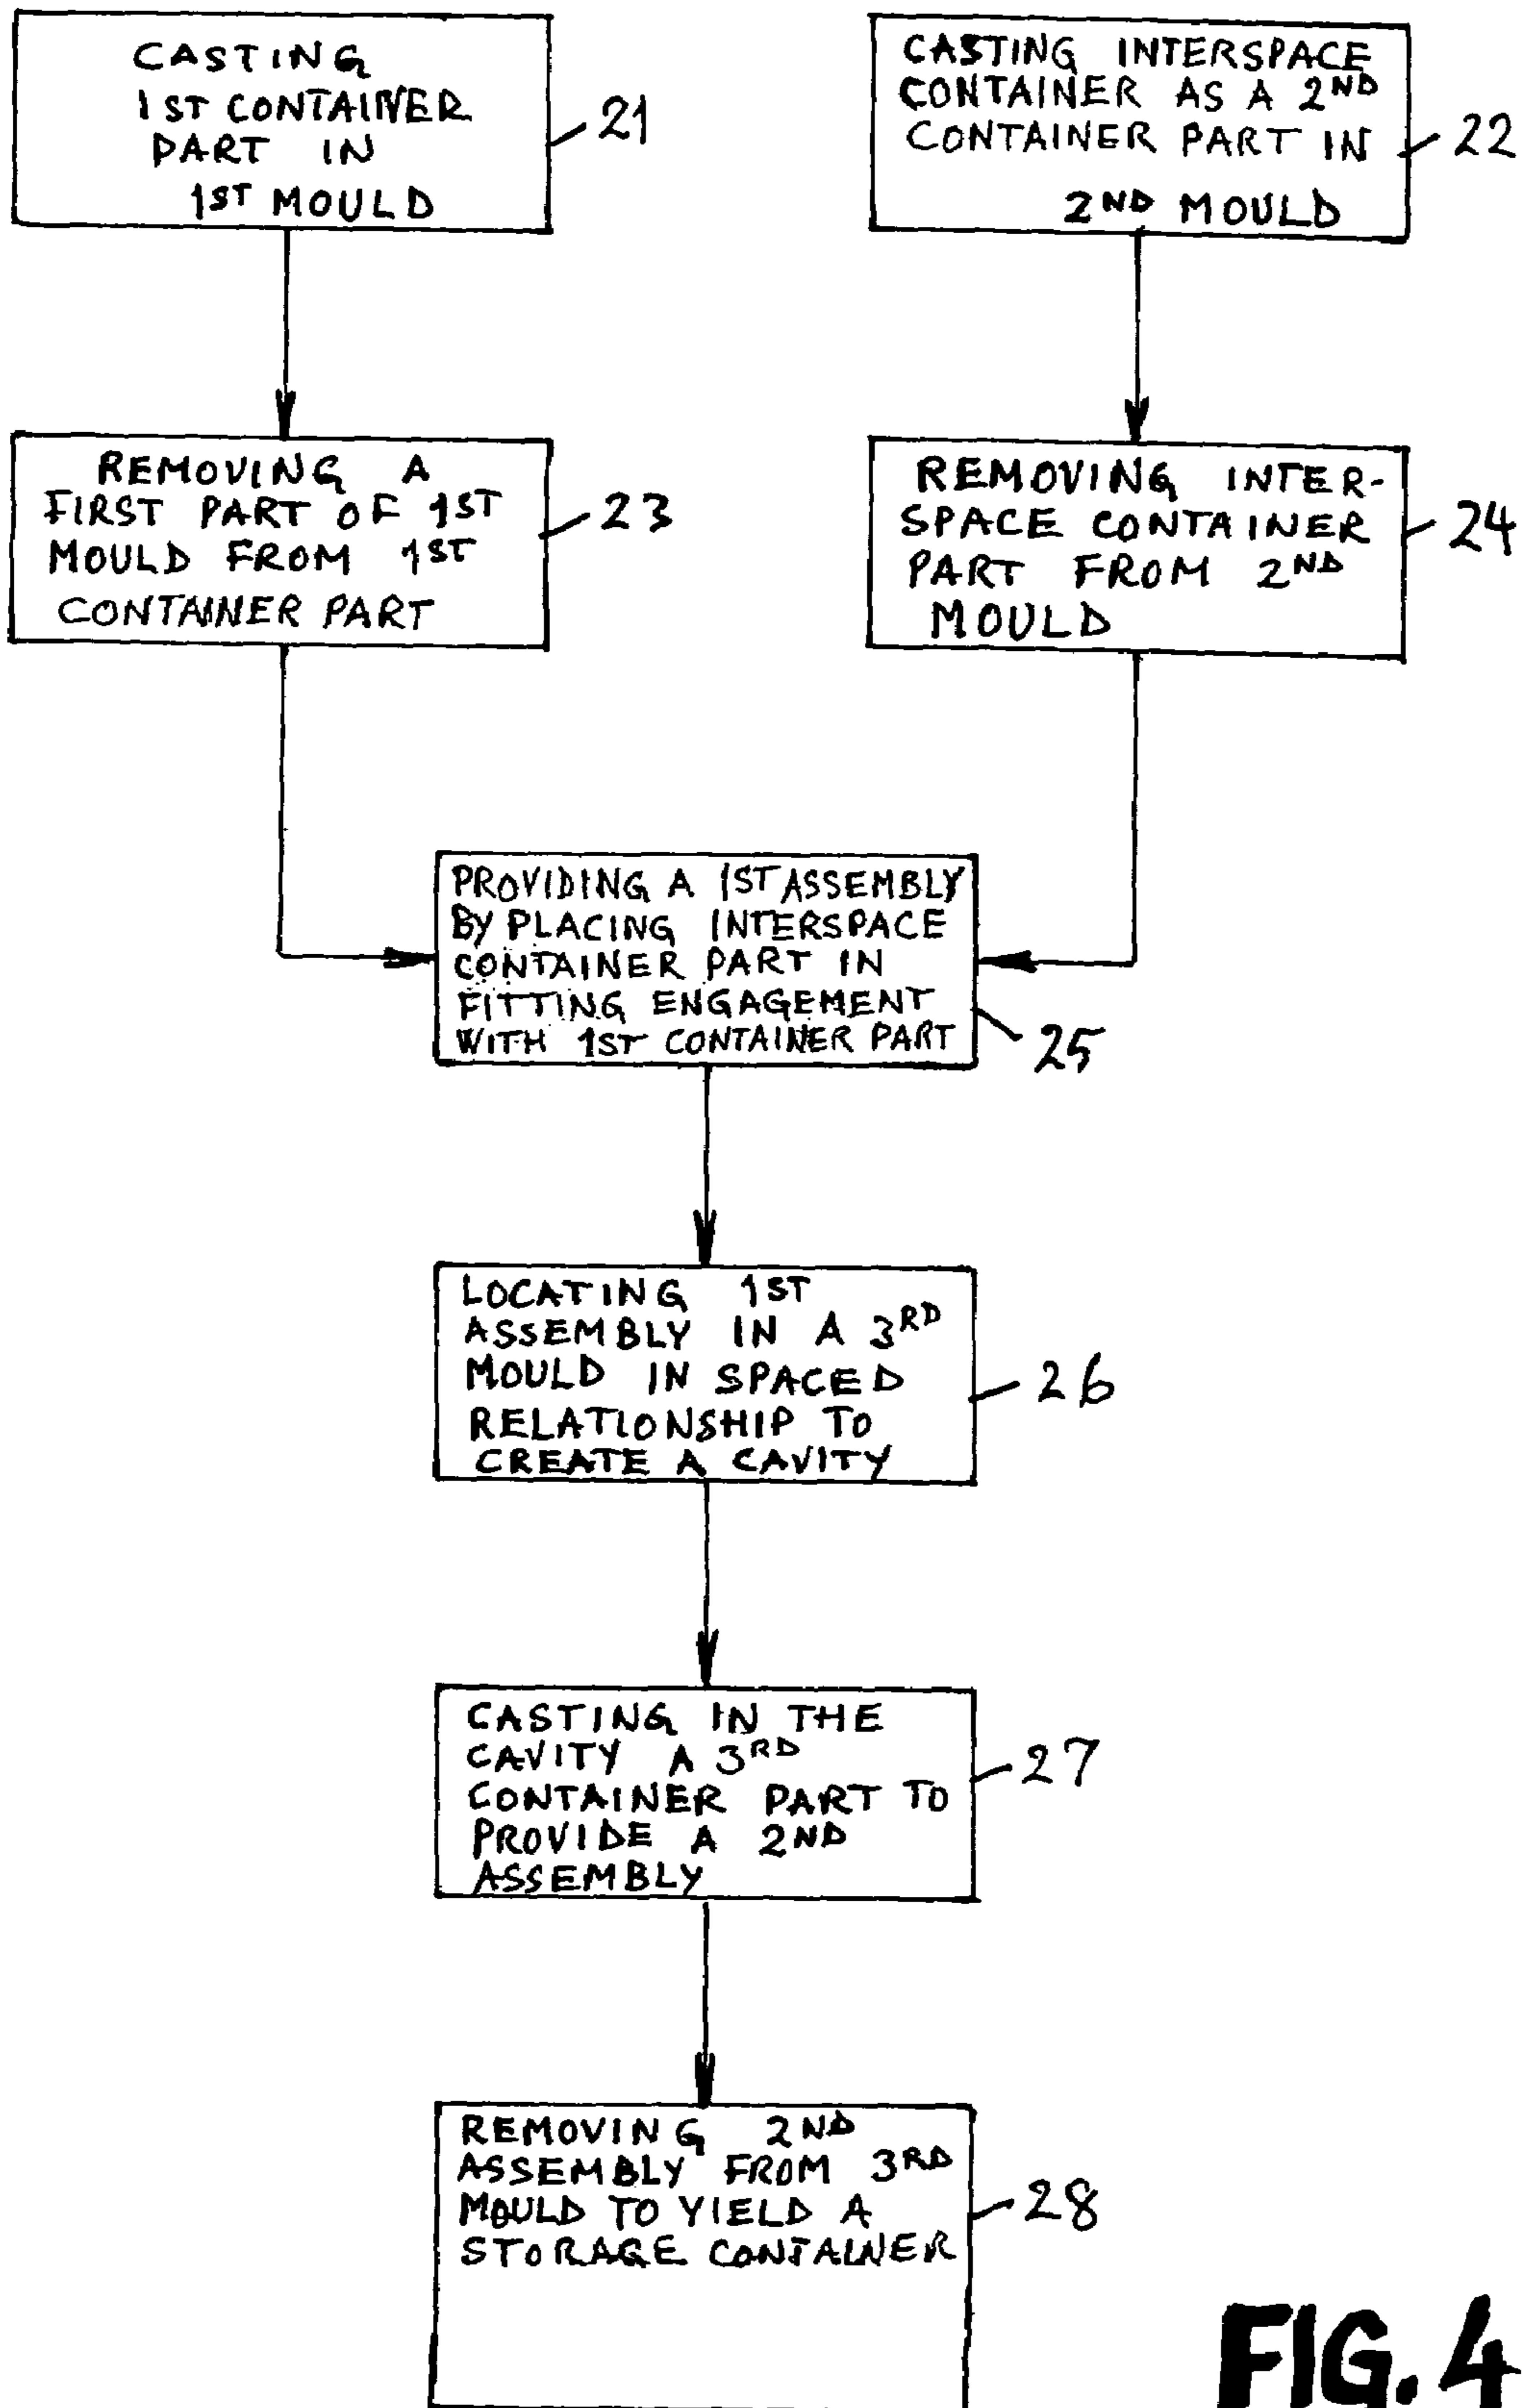 CASTING
1ST CONTAINER
PART IN
1ST MOULD
21
CASTING INTERSPACE
CONTAINER AS A 2ND
CONTAINER PART IN
2ND MOULD
22
REMOVING A
FIRST PART OF 1ST
MOULD FROM 1ST
CONTAINER PART
23
REMOVING INTER-
SPACE CONTAINER
PART FROM 2ND
MOULD
24
PROVIDING A 1ST ASSEMBLY
BY PLACING INTERSPACE
CONTAINER PART IN
FITTING ENGAGEMENT
WITH 1ST CONTAINER PART
25
LOCATING 1ST
ASSEMBLY IN A 3RD
MOULD IN SPACED
RELATIONSHIP TO
CREATE A CAVITY
26
CASTING IN THE
CAVITY A 3RD
CONTAINER PART TO
PROVIDE A 2ND
ASSEMBLY
27
REMOVING 2ND
ASSEMBLY FROM 3RD
MOULD TO YIELD A
STORAGE CONTAINER
28
FIG. 4